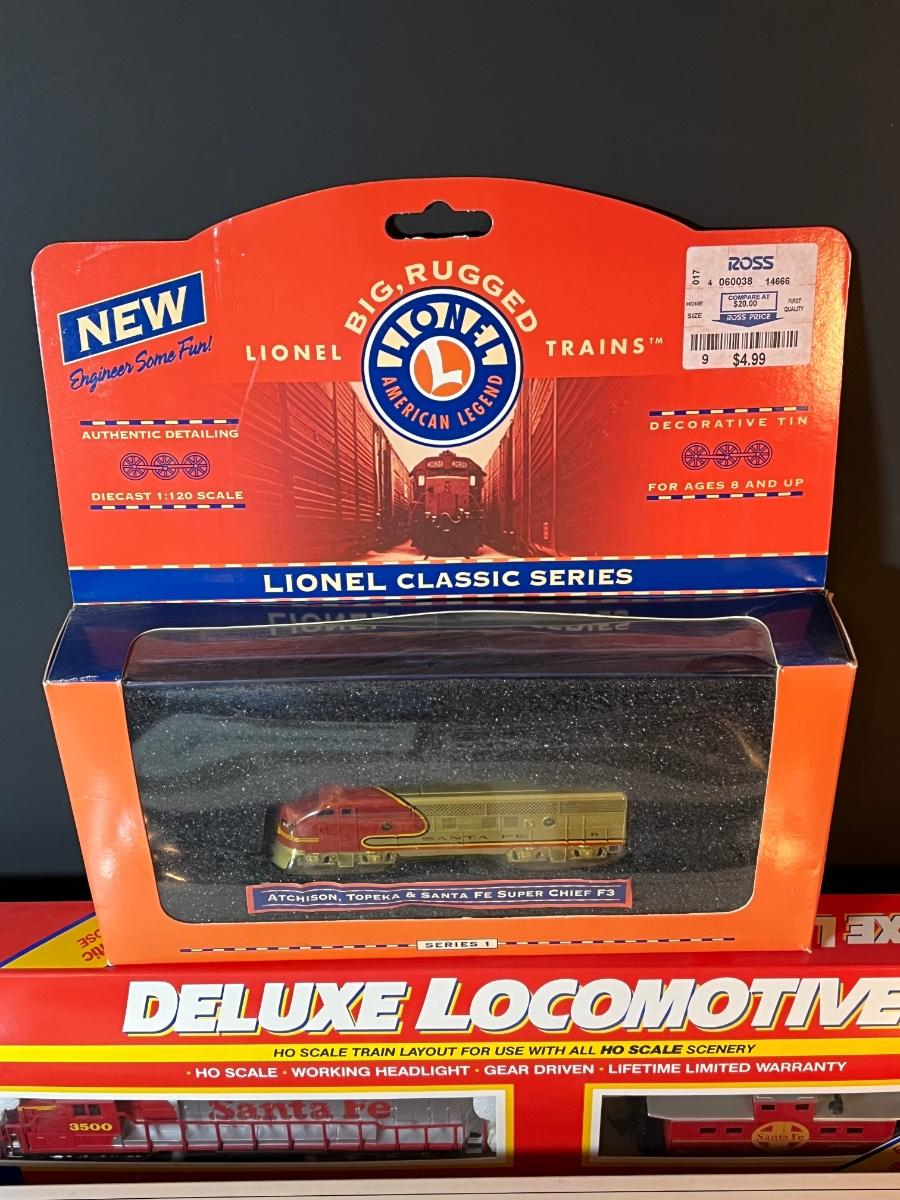 NEW
Engineer Some Fun!
BIG, RUGGED
LIONEL TRAINS™
LIONEL
L
AMERICAN LEGEND
ROSS
017
4 060038 14666
HOME
SIZE
COMPARE AT
$20.00
ROSS PRICE
FIRST
QUALITY
9 $4.99
AUTHENTIC DETAILING
DIECAST 1:120 SCALE
DECORATIVE TIN
FOR AGES 8 AND UP
LIONEL CLASSIC SERIES
SANTA FE
ATCHISON, TOPEKA & SANTA FE SUPER CHIEF F3
SERIES 1
DELUXE LOCOMOTIVE
HO SCALE TRAIN LAYOUT FOR USE WITH ALL HO SCALE SCENERY
• HO SCALE • WORKING HEADLIGHT • GEAR DRIVEN • LIFETIME LIMITED WARRANTY
3500
Santa Fe
Santa Fe